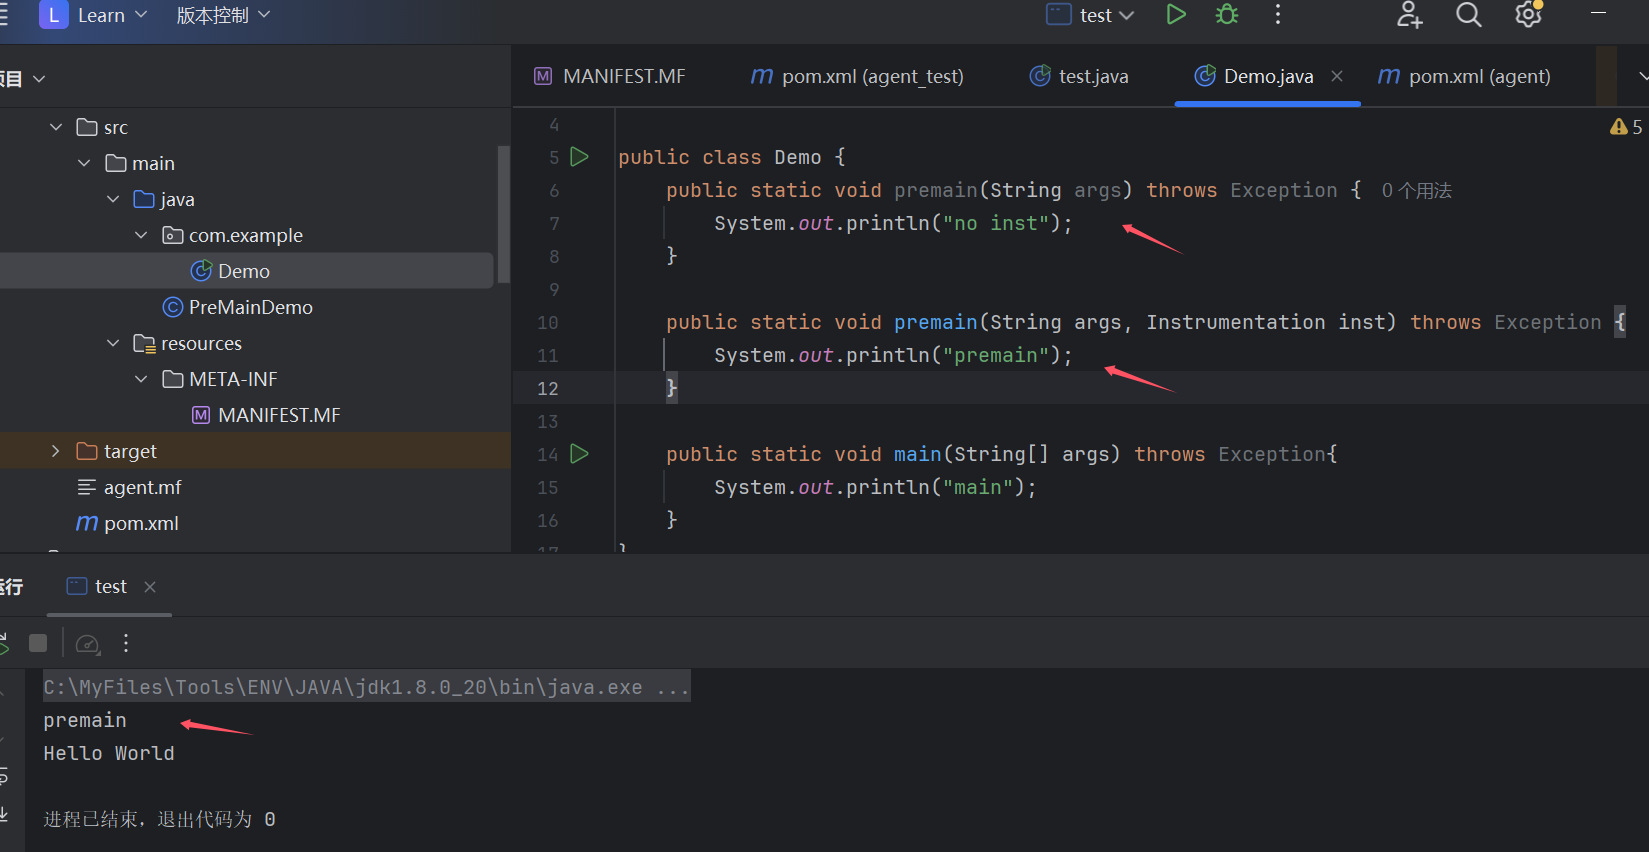 L Learn 版本控制 test
项目
MANIFEST.MF pom.xml (agent_test) test.java Demo.java pom.xml (agent)
src
main
java
com.example
Demo
PreMainDemo
resources
META-INF
MANIFEST.MF
target
agent.mf
pom.xml
5
4
5 public class Demo {
6 public static void premain(String args) throws Exception { 0 个用法
7 System.out.println("no inst");
8 }
9
10 public static void premain(String args, Instrumentation inst) throws Exception {
11 System.out.println("premain");
12 }
13
14 public static void main(String[] args) throws Exception{
15 System.out.println("main");
16 }
17 }
运行 test
C:\MyFiles\Tools\ENV\JAVA\jdk1.8.0_20\bin\java.exe ...
premain
Hello World
进程已结束，退出代码为 0